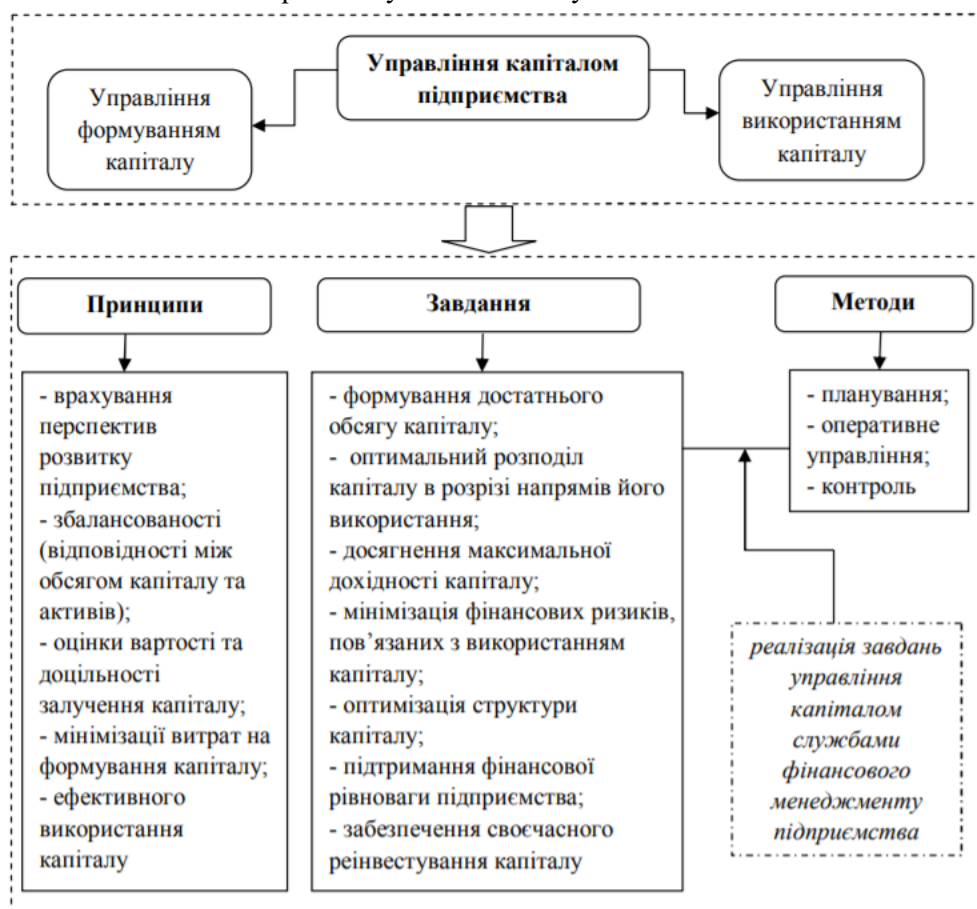 Управління капіталом
підприємства
Управління
формуванням
капіталу
Управління
використанням
капіталу
Принципи
- врахування
перспектив
розвитку
підприємства;
- збалансованості
(відповідності між
обсягом капіталу та
активів);
- оцінки вартості та
доцільності
залучення капіталу;
- мінімізації витрат на
формування капіталу;
- ефективного
використання
капіталу
Завдання
- формування достатнього
обсягу капіталу;
- оптимальний розподіл
капіталу в розрізі напрямів його
використання;
- досягнення максимальної
дохідності капіталу;
- мінімізація фінансових ризиків,
пов’язаних з використанням
капіталу;
- оптимізація структури
капіталу;
- підтримання фінансової
рівноваги підприємства;
- забезпечення своєчасного
реінвестування капіталу
Методи
- планування;
- оперативне
управління;
- контроль
реалізація завдань
управління
капіталом
службами
фінансового
менеджменту
підприємства